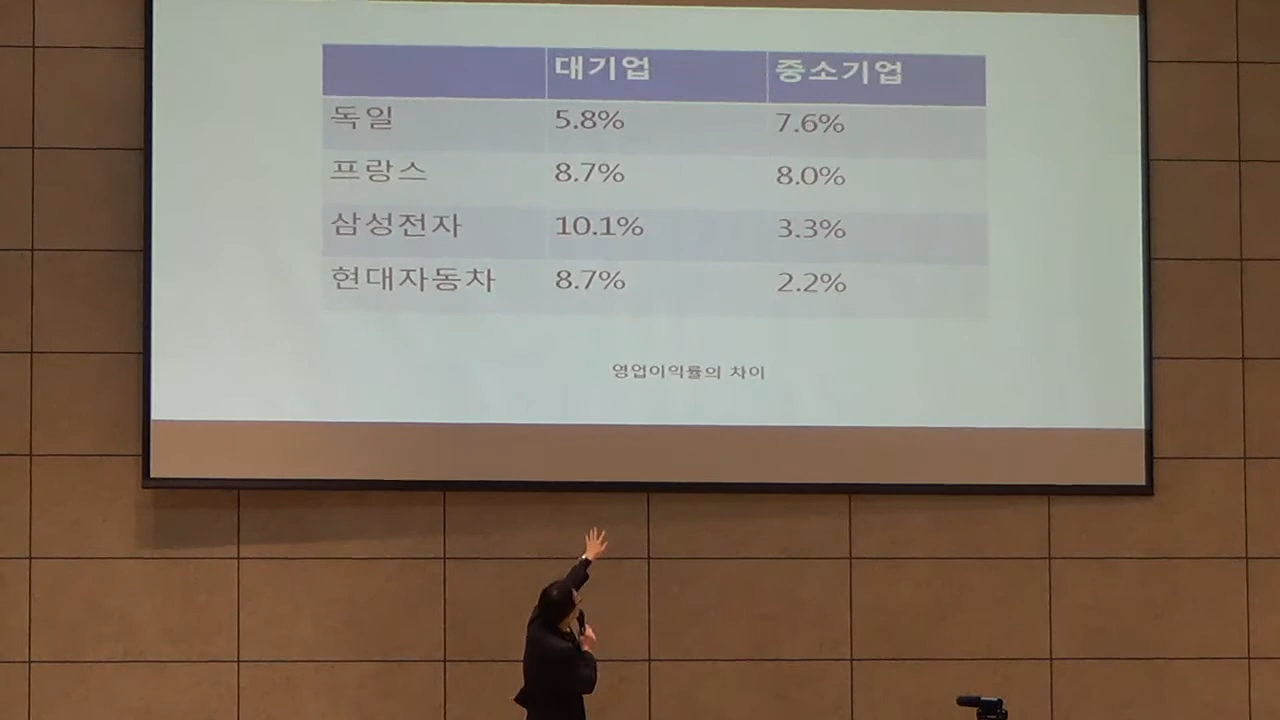 대기업 중소기업
독일 5.8% 7.6%
프랑스 8.7% 8.0%
삼성전자 10.1% 3.3%
현대자동차 8.7% 2.2%
영업이익률의 차이